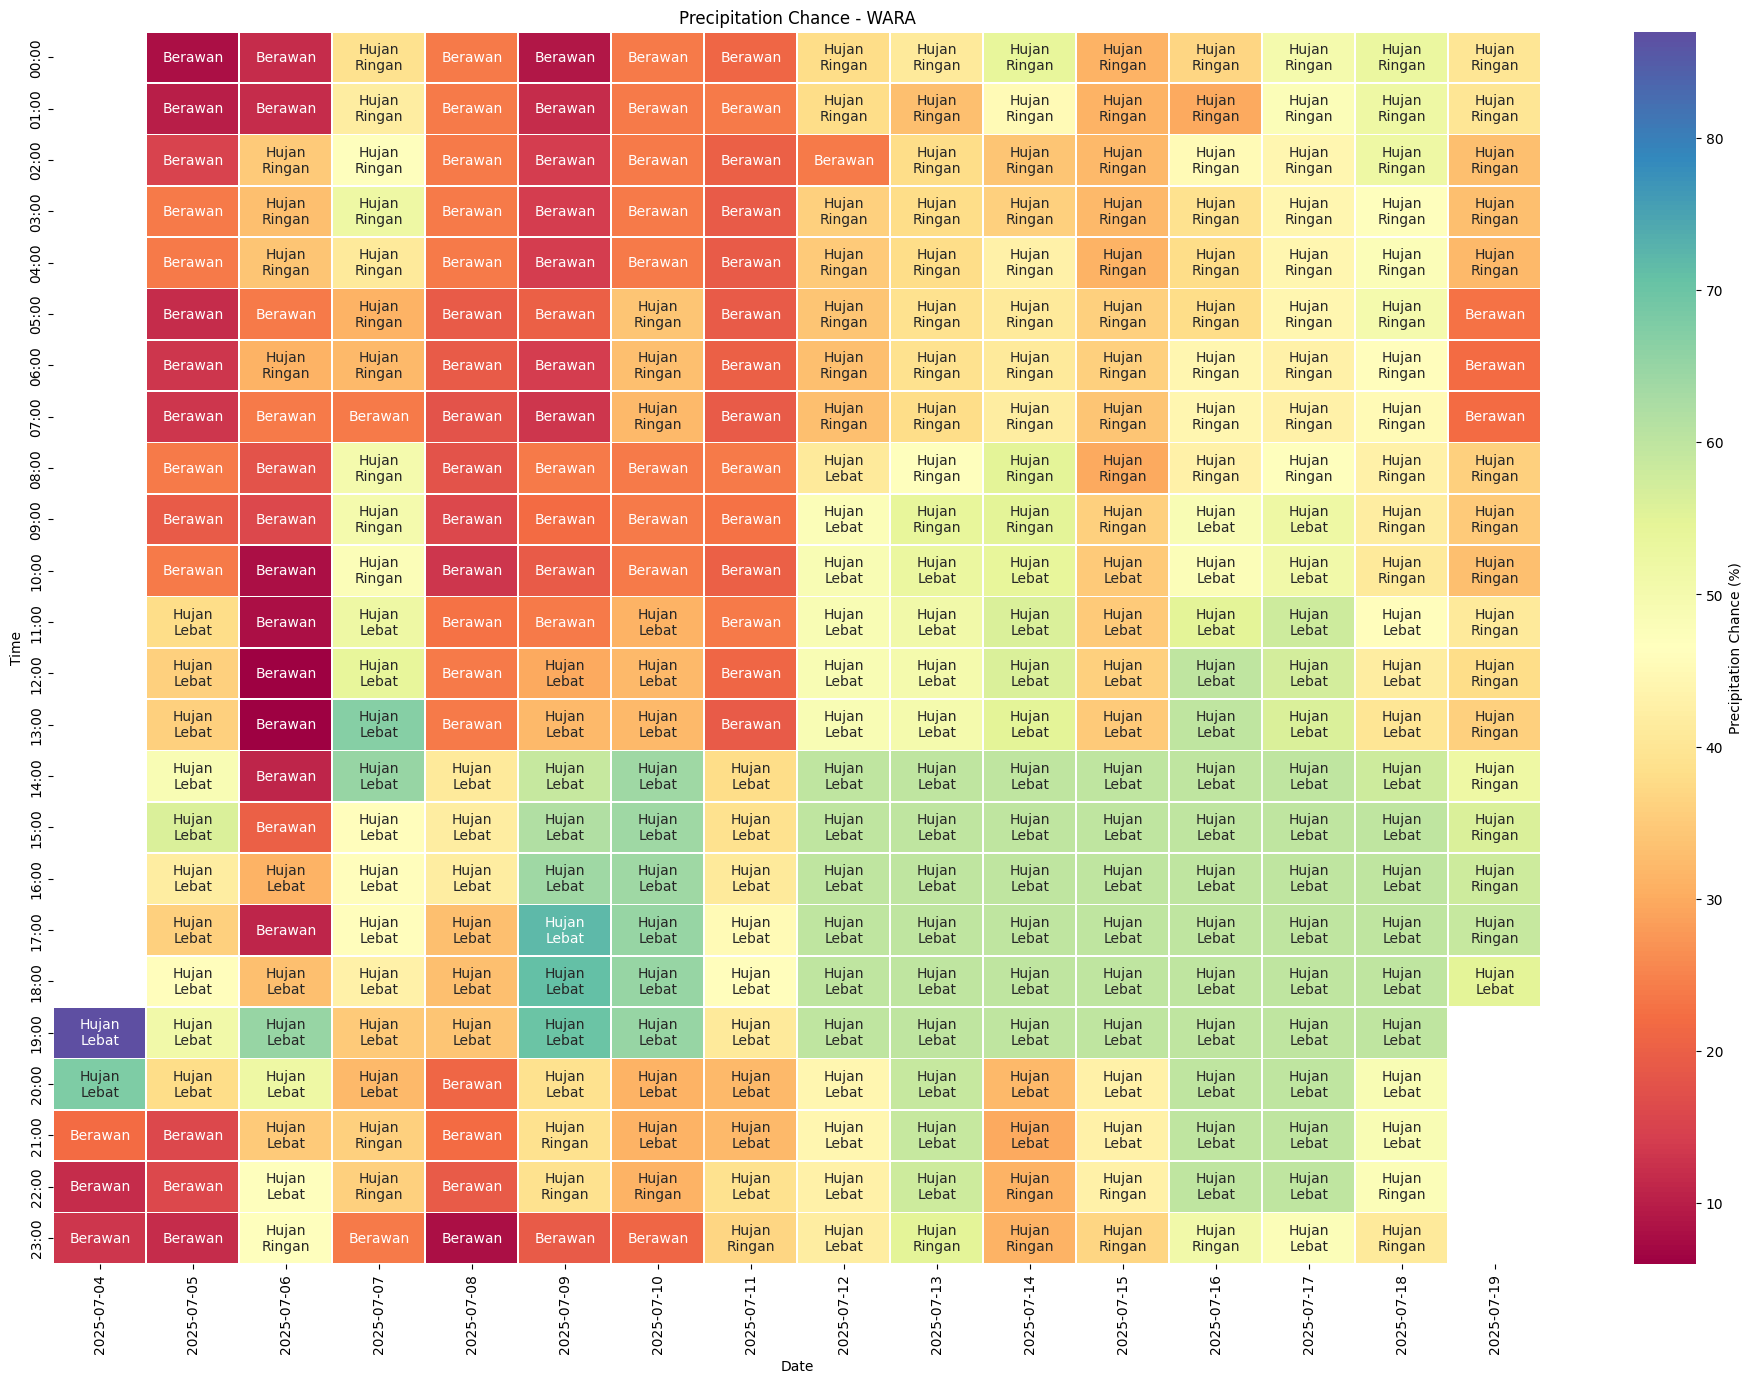 Precipitation Chance - WARA
00:00 Berawan Berawan Hujan Ringan Berawan Berawan Berawan Berawan Hujan Ringan Hujan Ringan Hujan Ringan Hujan Ringan Hujan Ringan Hujan Ringan Hujan Ringan Hujan Ringan
01:00 Berawan Berawan Hujan Ringan Berawan Berawan Berawan Berawan Hujan Ringan Hujan Ringan Hujan Ringan Hujan Ringan Hujan Ringan Hujan Ringan Hujan Ringan Hujan Ringan
02:00 Berawan Hujan Ringan Hujan Ringan Berawan Berawan Berawan Berawan Berawan Hujan Ringan Hujan Ringan Hujan Ringan Hujan Ringan Hujan Ringan Hujan Ringan Hujan Ringan
03:00 Berawan Hujan Ringan Hujan Ringan Berawan Berawan Berawan Berawan Hujan Ringan Hujan Ringan Hujan Ringan Hujan Ringan Hujan Ringan Hujan Ringan Hujan Ringan Hujan Ringan
04:00 Berawan Hujan Ringan Hujan Ringan Berawan Berawan Berawan Berawan Hujan Ringan Hujan Ringan Hujan Ringan Hujan Ringan Hujan Ringan Hujan Ringan Hujan Ringan Hujan Ringan
05:00 Berawan Berawan Hujan Ringan Berawan Berawan Hujan Ringan Berawan Hujan Ringan Hujan Ringan Hujan Ringan Hujan Ringan Hujan Ringan Hujan Ringan Hujan Ringan Berawan
06:00 Berawan Hujan Ringan Hujan Ringan Berawan Berawan Hujan Ringan Berawan Hujan Ringan Hujan Ringan Hujan Ringan Hujan Ringan Hujan Ringan Hujan Ringan Hujan Ringan Berawan
07:00 Berawan Berawan Berawan Berawan Berawan Hujan Ringan Berawan Hujan Ringan Hujan Ringan Hujan Ringan Hujan Ringan Hujan Ringan Hujan Ringan Hujan Ringan Berawan
08:00 Berawan Berawan Hujan Ringan Berawan Berawan Berawan Berawan Hujan Lebat Hujan Ringan Hujan Ringan Hujan Ringan Hujan Ringan Hujan Ringan Hujan Ringan Hujan Ringan
09:00 Berawan Berawan Hujan Ringan Berawan Berawan Berawan Berawan Hujan Lebat Hujan Ringan Hujan Ringan Hujan Ringan Hujan Lebat Hujan Lebat Hujan Ringan Hujan Ringan
10:00 Berawan Berawan Hujan Ringan Berawan Berawan Berawan Berawan Hujan Lebat Hujan Lebat Hujan Lebat Hujan Lebat Hujan Lebat Hujan Lebat Hujan Ringan Hujan Ringan
11:00 Hujan Lebat Berawan Hujan Lebat Berawan Berawan Hujan Lebat Berawan Hujan Lebat Hujan Lebat Hujan Lebat Hujan Lebat Hujan Lebat Hujan Lebat Hujan Lebat Hujan Ringan
12:00 Hujan Lebat Berawan Hujan Lebat Berawan Hujan Lebat Hujan Lebat Berawan Hujan Lebat Hujan Lebat Hujan Lebat Hujan Lebat Hujan Lebat Hujan Lebat Hujan Lebat Hujan Ringan
13:00 Hujan Lebat Berawan Hujan Lebat Berawan Hujan Lebat Hujan Lebat Berawan Hujan Lebat Hujan Lebat Hujan Lebat Hujan Lebat Hujan Lebat Hujan Lebat Hujan Lebat Hujan Ringan
14:00 Hujan Lebat Berawan Hujan Lebat Hujan Lebat Hujan Lebat Hujan Lebat Hujan Lebat Hujan Lebat Hujan Lebat Hujan Lebat Hujan Lebat Hujan Lebat Hujan Lebat Hujan Lebat Hujan Ringan
15:00 Hujan Lebat Berawan Hujan Lebat Hujan Lebat Hujan Lebat Hujan Lebat Hujan Lebat Hujan Lebat Hujan Lebat Hujan Lebat Hujan Lebat Hujan Lebat Hujan Lebat Hujan Lebat Hujan Ringan
16:00 Hujan Lebat Hujan Lebat Hujan Lebat Hujan Lebat Hujan Lebat Hujan Lebat Hujan Lebat Hujan Lebat Hujan Lebat Hujan Lebat Hujan Lebat Hujan Lebat Hujan Lebat Hujan Lebat Hujan Ringan
17:00 Hujan Lebat Berawan Hujan Lebat Hujan Lebat Hujan Lebat Hujan Lebat Hujan Lebat Hujan Lebat Hujan Lebat Hujan Lebat Hujan Lebat Hujan Lebat Hujan Lebat Hujan Lebat Hujan Ringan
18:00 Hujan Lebat Hujan Lebat Hujan Lebat Hujan Lebat Hujan Lebat Hujan Lebat Hujan Lebat Hujan Lebat Hujan Lebat Hujan Lebat Hujan Lebat Hujan Lebat Hujan Lebat Hujan Lebat Hujan Lebat
19:00 Hujan Lebat Hujan Lebat Hujan Lebat Hujan Lebat Hujan Lebat Hujan Lebat Hujan Lebat Hujan Lebat Hujan Lebat Hujan Lebat Hujan Lebat Hujan Lebat Hujan Lebat Hujan Lebat Hujan Lebat
20:00 Hujan Lebat Hujan Lebat Hujan Lebat Hujan Lebat Berawan Hujan Lebat Hujan Lebat Hujan Lebat Hujan Lebat Hujan Lebat Hujan Lebat Hujan Lebat Hujan Lebat Hujan Lebat Hujan Lebat
21:00 Berawan Berawan Hujan Lebat Hujan Ringan Berawan Hujan Ringan Hujan Lebat Hujan Lebat Hujan Lebat Hujan Lebat Hujan Lebat Hujan Lebat Hujan Lebat Hujan Lebat Hujan Lebat
22:00 Berawan Berawan Hujan Lebat Hujan Ringan Berawan Hujan Ringan Hujan Ringan Hujan Lebat Hujan Lebat Hujan Lebat Hujan Ringan Hujan Ringan Hujan Lebat Hujan Lebat Hujan Ringan
23:00 Berawan Berawan Hujan Ringan Berawan Berawan Berawan Berawan Hujan Ringan Hujan Lebat Hujan Ringan Hujan Ringan Hujan Ringan Hujan Ringan Hujan Lebat Hujan Ringan
Time
2025-07-04 2025-07-05 2025-07-06 2025-07-07 2025-07-08 2025-07-09 2025-07-10 2025-07-11 2025-07-12 2025-07-13 2025-07-14 2025-07-15 2025-07-16 2025-07-17 2025-07-18 2025-07-19
Date
80
70
60
50
40
30
20
10
Precipitation Chance (%)